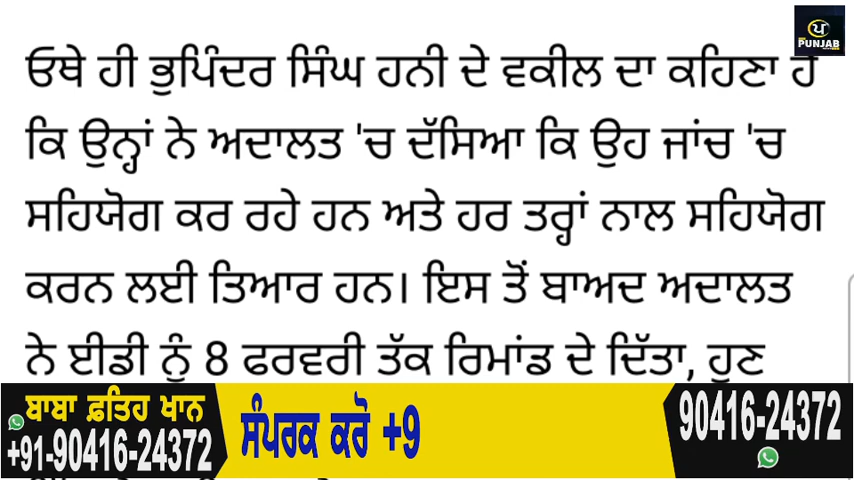 ਪ
PUNJAB
ਓਥੇ ਹੀ ਭੁਪਿੰਦਰ ਸਿੰਘ ਹਨੀ ਦੇ ਵਕੀਲ ਦਾ ਕਹਿਣਾ ਹੈ
ਕਿ ਉਨ੍ਹਾਂ ਨੇ ਅਦਾਲਤ 'ਚ ਦੱਸਿਆ ਕਿ ਉਹ ਜਾਂਚ 'ਚ
ਸਹਿਯੋਗ ਕਰ ਰਹੇ ਹਨ ਅਤੇ ਹਰ ਤਰ੍ਹਾਂ ਨਾਲ ਸਹਿਯੋਗ
ਕਰਨ ਲਈ ਤਿਆਰ ਹਨ। ਇਸ ਤੋਂ ਬਾਅਦ ਅਦਾਲਤ
ਨੇ ਈਡੀ ਨੂੰ 8 ਫਰਵਰੀ ਤੱਕ ਰਿਮਾਂਡ ਦੇ ਦਿੱਤਾ, ਹੁਣ
ਬਾਬਾ ਫ਼ਤਿਹ ਖਾਨ
+91-90416-24372
ਸੰਪਰਕ ਕਰੋ +9
90416-24372